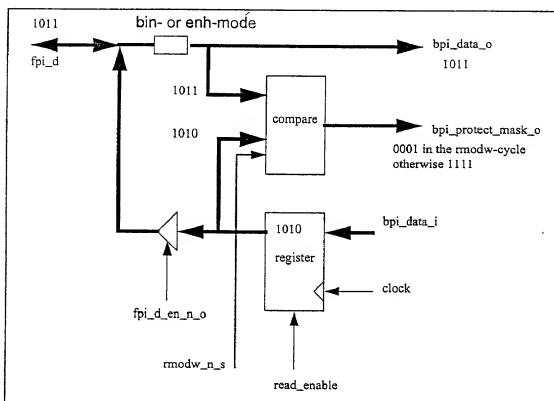 bin- or enh-mode
1011
fpi_d
bpi_data_o
1011
1011
compare
1010
bpi_protect_mask_o
0001 in the rmodw-cycle
otherwise 1111
1010
bpi_data_i
register
clock
fpi_d_en_n_o
rmodw_n_s
read_enable